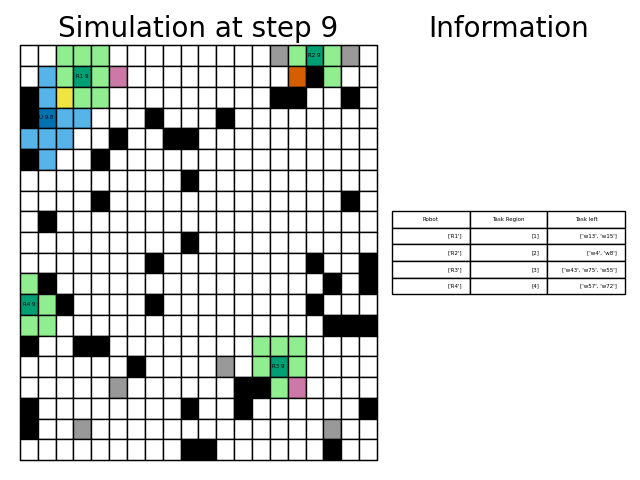 Simulation at step 9
Information
R2 9
R1 9
U 9.8
R4 9
R3 9
Robot Task Region Task left
['R1'] [1] ['w13', 'w15']
['R2'] [2] ['w4', 'w8']
['R3'] [3] ['w43', 'w75', 'w55']
['R4'] [4] ['w57', 'w72']